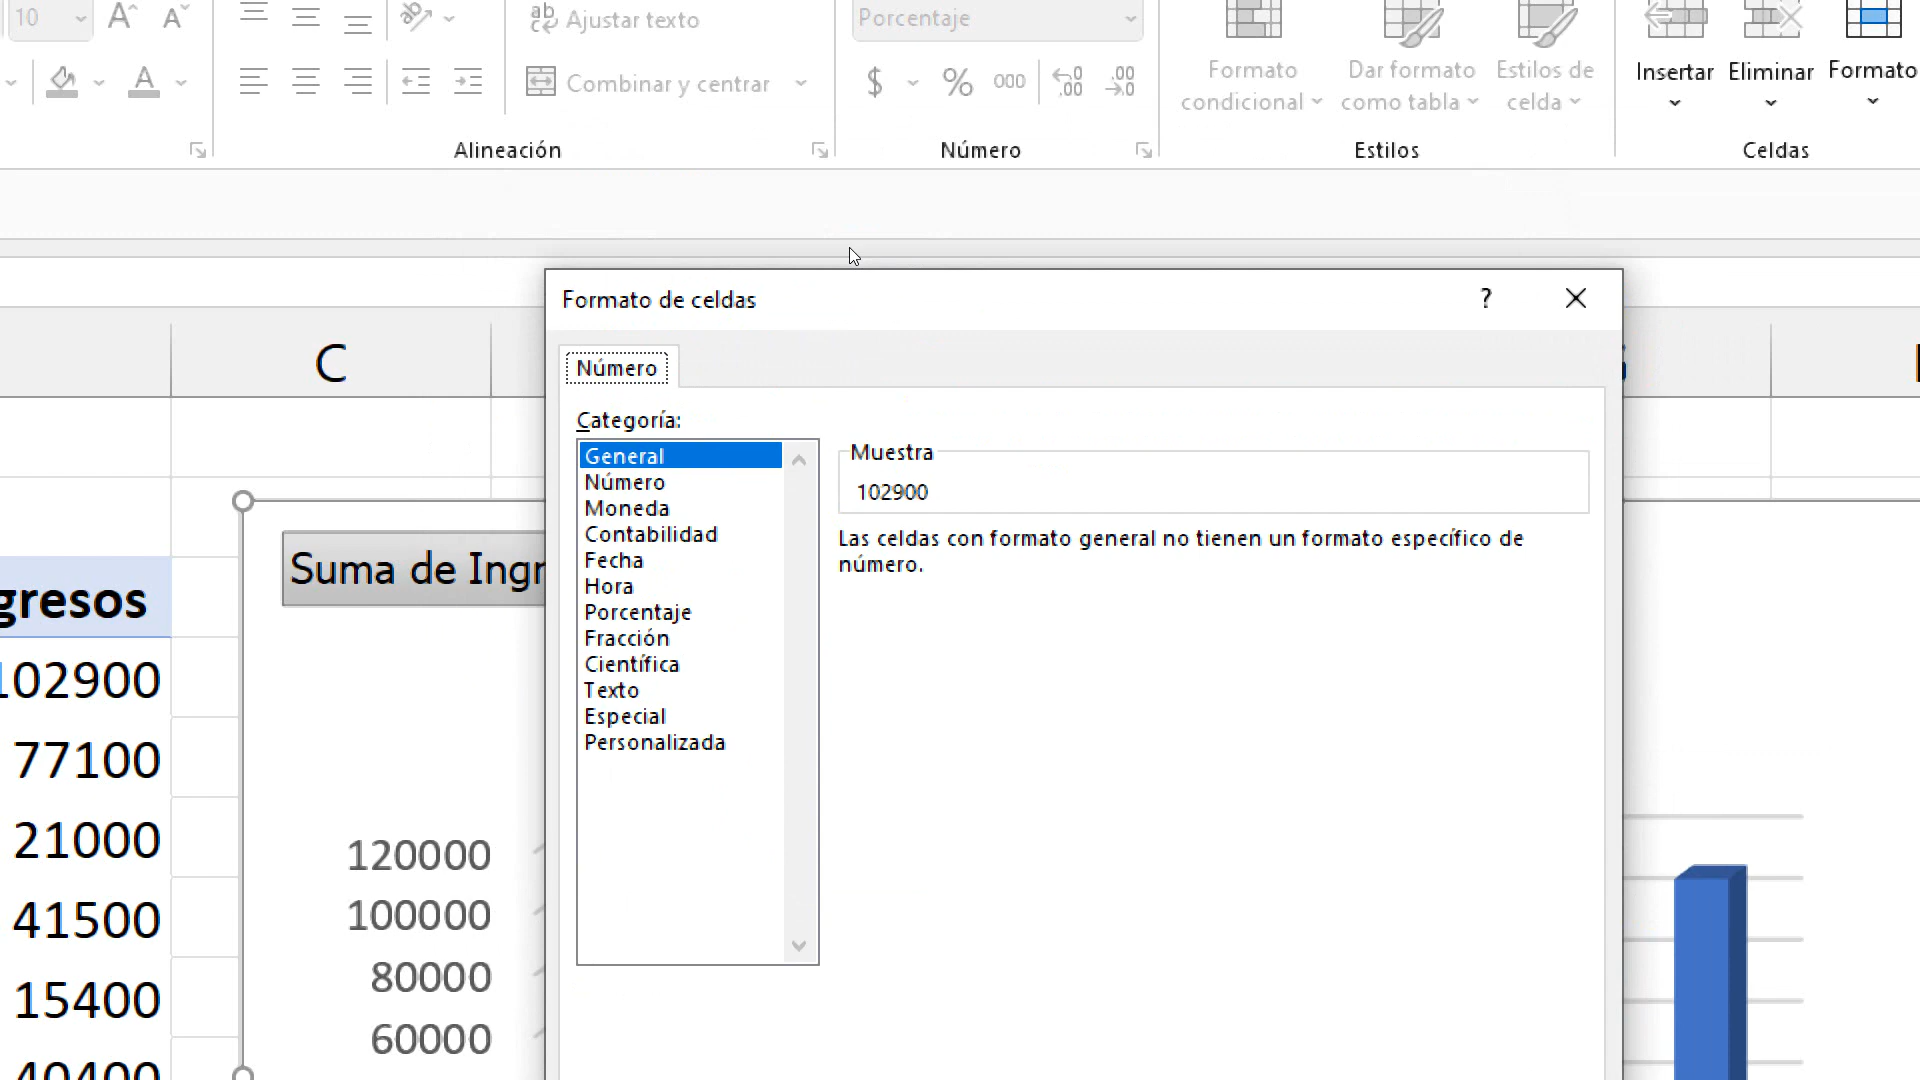 10
Ajustar texto
Porcentaje
Combinar y centrar
$ % 000
Formato condicional
Dar formato como tabla
Estilos de celda
Insertar
Eliminar
Formato
Alineación
Número
Estilos
Celdas
Formato de celdas
?
C
Número
Categoría:
General
Número
Moneda
Contabilidad
Fecha
Hora
Porcentaje
Fracción
Científica
Texto
Especial
Personalizada
Muestra
102900
Las celdas con formato general no tienen un formato específico de
número.
Suma de Ingr
gresos
102900
77100
21000
41500
15400
40400
120000
100000
80000
60000